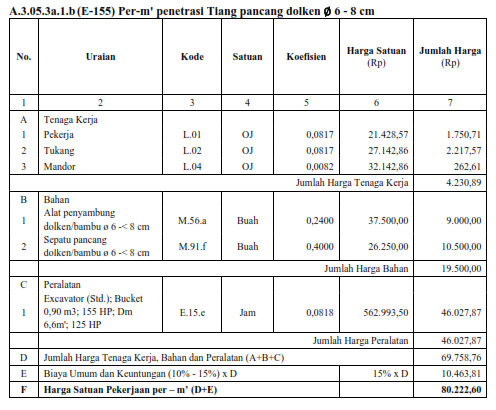 A.3.05.3a.1.b (E-155) Per-m' penetrasi Tiang pancang dolken Ø 6 - 8 cm
No. Uraian Kode Satuan Koefisien Harga Satuan (Rp) Jumlah Harga (Rp)
1 2 3 4 5 6 7
A Tenaga Kerja
1 Pekerja L.01 OJ 0,0817 21.428,57 1.750,71
2 Tukang L.02 OJ 0,0817 27.142,86 2.217,57
3 Mandor L.04 OJ 0,0082 32.142,86 262,61
Jumlah Harga Tenaga Kerja 4.230,89
B Bahan
1 Alat penyambung dolken/bambu ø 6 -< 8 cm M.56.a Buah 0,2400 37.500,00 9.000,00
2 Sepatu pancang dolken/bambu ø 6 -< 8 cm M.91.f Buah 0,4000 26.250,00 10.500,00
Jumlah Harga Bahan 19.500,00
C Peralatan
1 Excavator (Std.); Bucket 0,90 m3; 155 HP; Dm 6,6m'; 125 HP E.15.e Jam 0,0818 562.993,50 46.027,87
Jumlah Harga Peralatan 46.027,87
D Jumlah Harga Tenaga Kerja, Bahan dan Peralatan (A+B+C) 69.758,76
E Biaya Umum dan Keuntungan (10% - 15%) x D 15% x D 10.463,81
F Harga Satuan Pekerjaan per – m' (D+E) 80.222,60